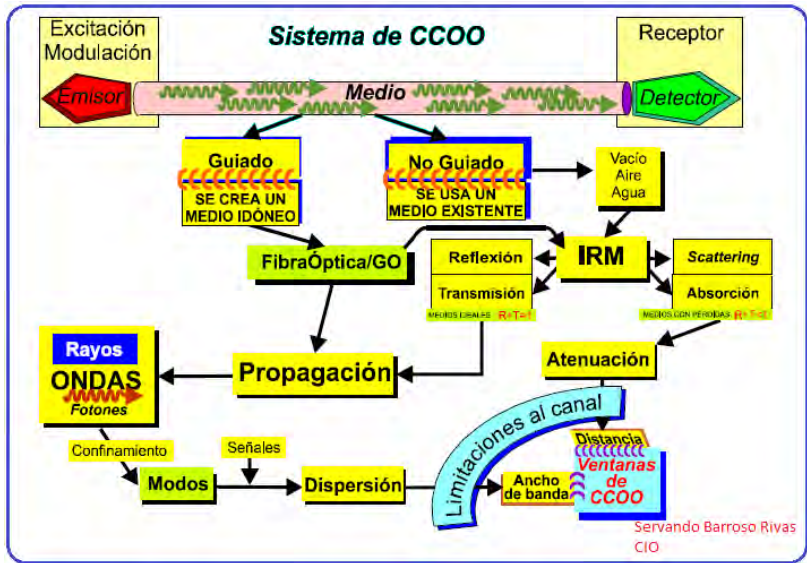 Excitación
Modulación
Sistema de CCOO
Receptor
Emisor
Medio
Detector
Guiado
SE CREA UN
MEDIO IDÓNEO
No Guiado
SE USA UN
MEDIO EXISTENTE
Vacío
Aire
Agua
FibraÓptica/GO
Reflexión
IRM
Scattering
Transmisión
Absorción
MEDIOS IDEALES R+T=1
MEDIOS CON PERDIDAS R+T<1
Rayos
ONDAS
Fotones
Propagación
Atenuación
Limitaciones al canal
Confinamiento
Señales
Modos
Dispersión
Ancho
de banda
Distancia
Ventanas
de
CCOO
Servando Barroso Rivas
CIO